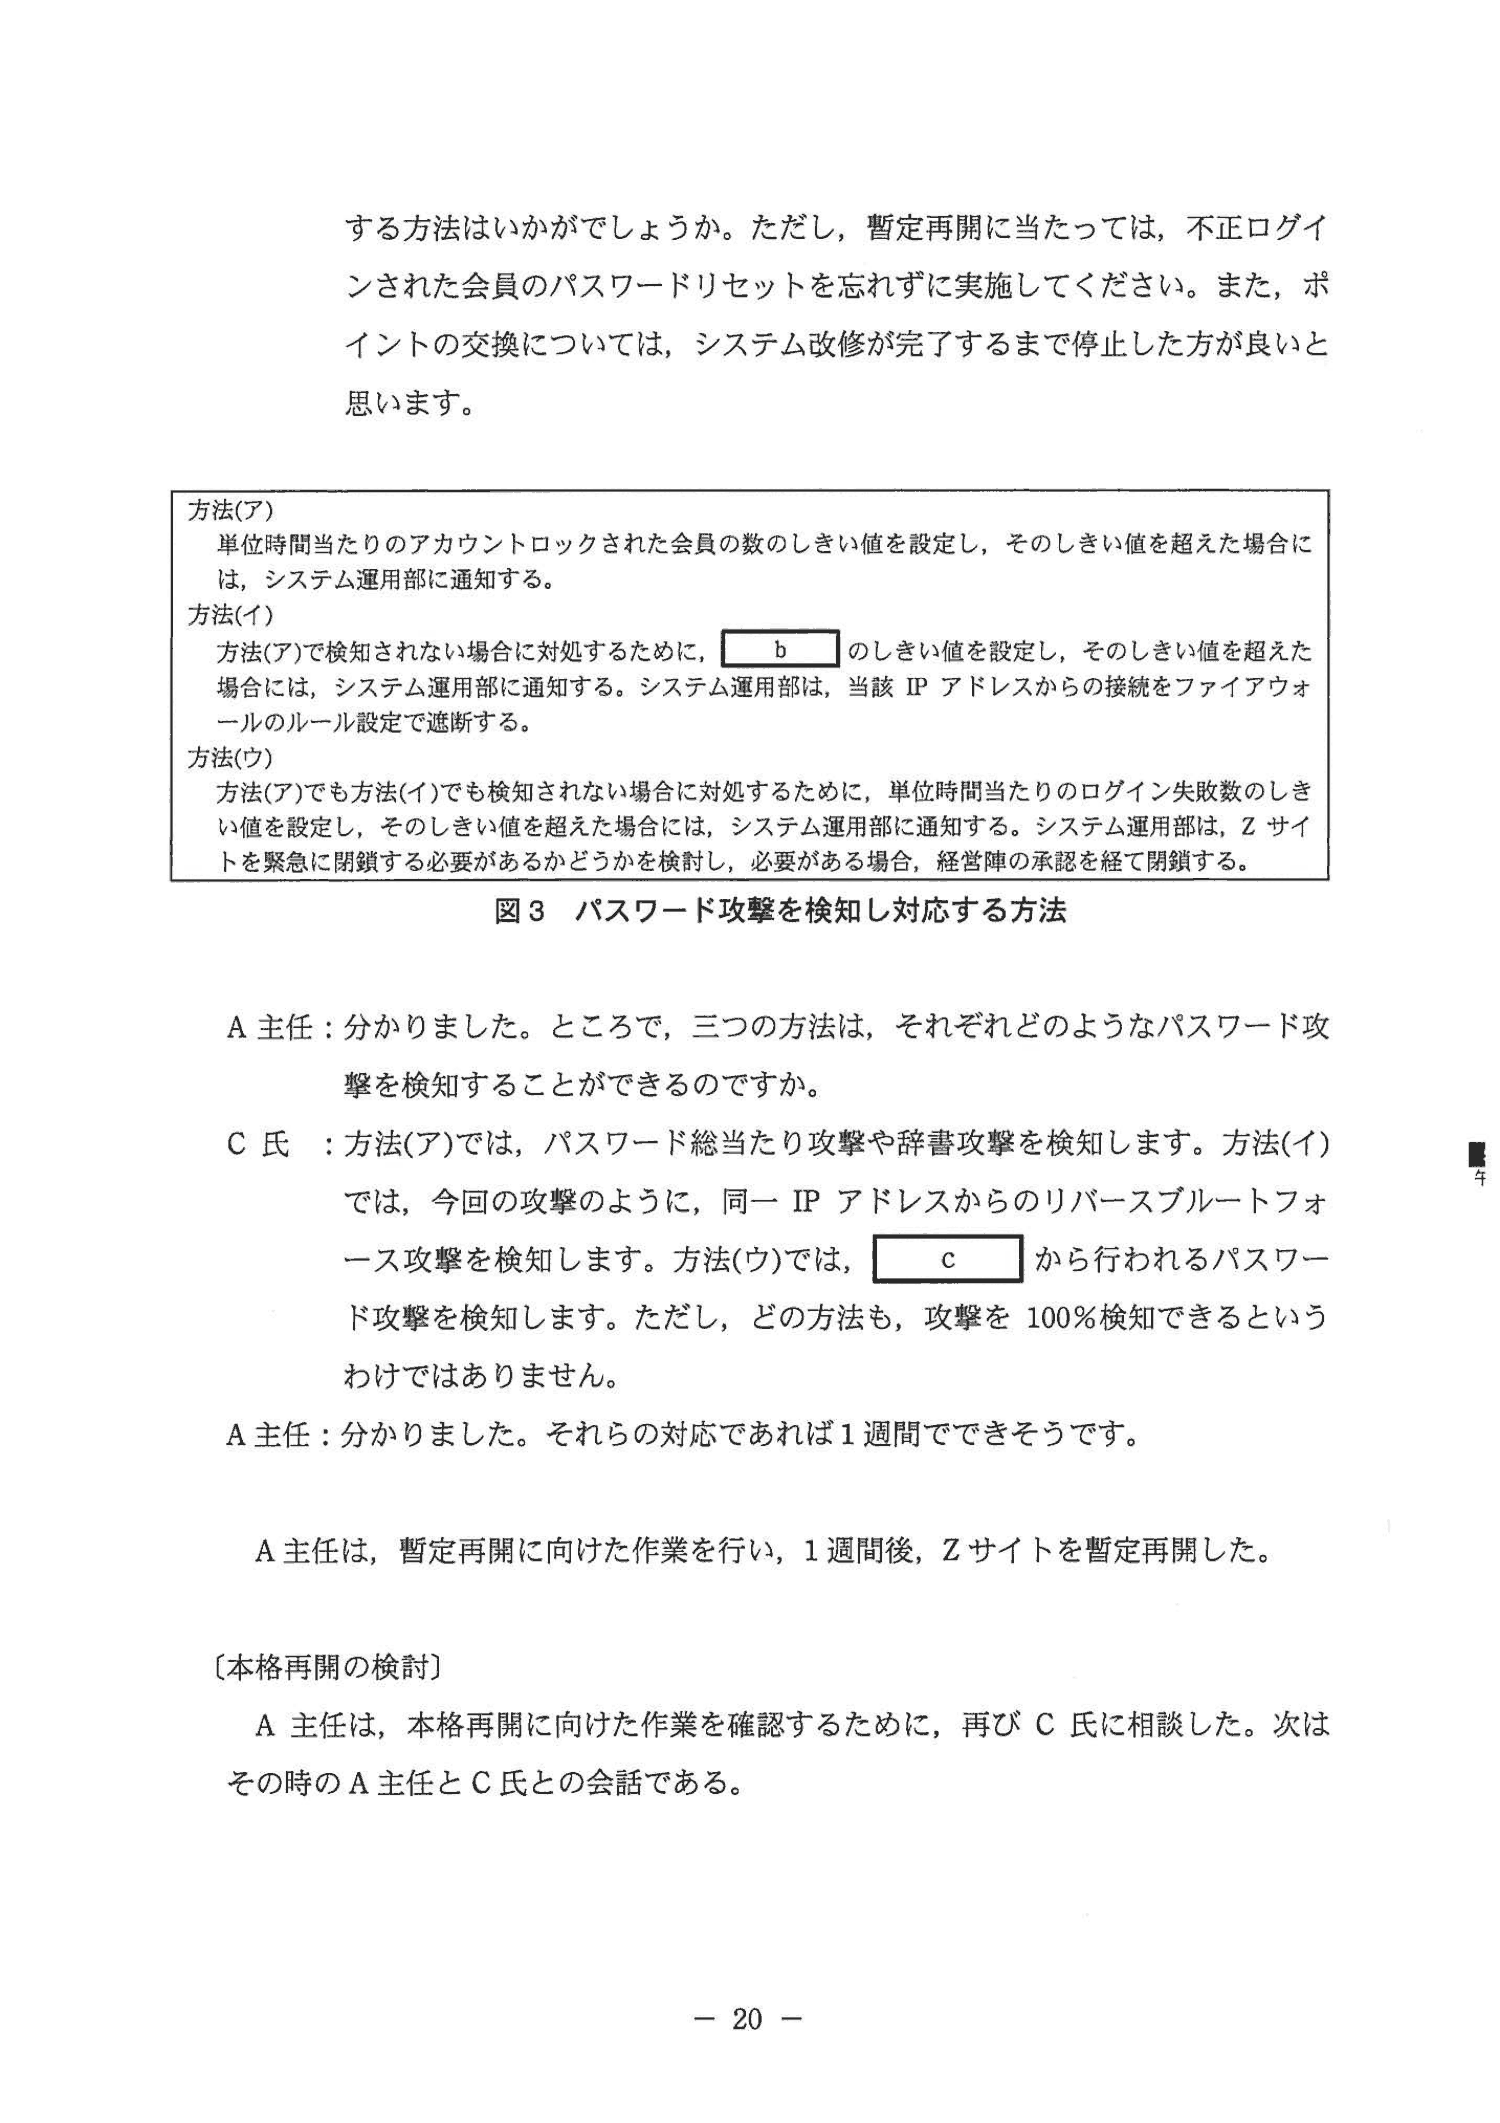 する方法はいかがでしょうか。ただし，暫定再開に当たっては，不正ログイ
ンされた会員のパスワードリセットを忘れずに実施してください。また，ポ
イントの交換については，システム改修が完了するまで停止した方が良いと
思います。
方法(ア)
単位時間当たりのアカウントロックされた会員の数のしきい値を設定し，そのしきい値を超えた場合に
は，システム運用部に通知する。
方法(イ)
方法(ア)で検知されない場合に対処するために， b のしきい値を設定し，そのしきい値を超えた
場合には，システム運用部に通知する。システム運用部は，当該 IP アドレスからの接続をファイアウォ
ールのルール設定で遮断する。
方法(ウ)
方法(ア)でも方法(イ)でも検知されない場合に対処するために，単位時間当たりのログイン失敗数のしき
い値を設定し，そのしきい値を超えた場合には，システム運用部に通知する。システム運用部は，Z サイ
トを緊急に閉鎖する必要があるかどうかを検討し，必要がある場合，経営陣の承認を経て閉鎖する。
図３　パスワード攻撃を検知し対応する方法
A 主任：分かりました。ところで，三つの方法は，それぞれどのようなパスワード攻
撃を検知することができるのですか。
C 氏　：方法(ア)では，パスワード総当たり攻撃や辞書攻撃を検知します。方法(イ)
では，今回の攻撃のように，同一 IP アドレスからのリバースブルートフォ
ース攻撃を検知します。方法(ウ)では， c から行われるパスワー
ド攻撃を検知します。ただし，どの方法も，攻撃を 100％検知できるという
わけではありません。
A 主任：分かりました。それらの対応であれば 1 週間でできそうです。
A 主任は，暫定再開に向けた作業を行い，1 週間後，Z サイトを暫定再開した。
〔本格再開の検討〕
A 主任は，本格再開に向けた作業を確認するために，再び C 氏に相談した。次は
その時の A 主任と C 氏との会話である。
－ 20 －